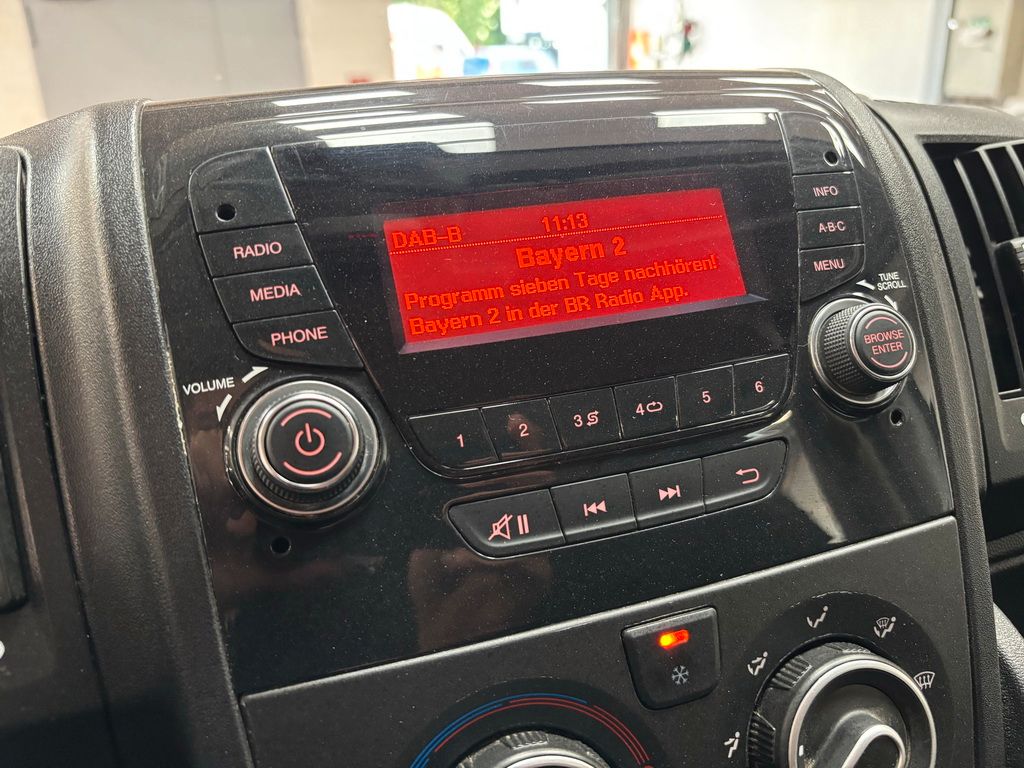 DAB-B 11:13
Bayern 2
Programm sieben Tage nachhören!
Bayern 2 in der BR Radio App.
RADIO
MEDIA
PHONE
VOLUME
INFO
A·B·C
MENU
TUNE
SCROLL
BROWSE
ENTER
1 2 3 4 5 6